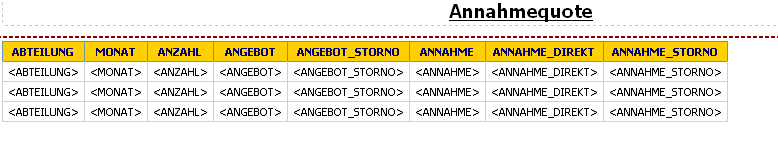 Annahmequote
ABTEILUNG MONAT ANZAHL ANGEBOT ANGEBOT_STORNO ANNAHME ANNAHME_DIREKT ANNAHME_STORNO
<ABTEILUNG> <MONAT> <ANZAHL> <ANGEBOT> <ANGEBOT_STORNO> <ANNAHME> <ANNAHME_DIREKT> <ANNAHME_STORNO>
<ABTEILUNG> <MONAT> <ANZAHL> <ANGEBOT> <ANGEBOT_STORNO> <ANNAHME> <ANNAHME_DIREKT> <ANNAHME_STORNO>
<ABTEILUNG> <MONAT> <ANZAHL> <ANGEBOT> <ANGEBOT_STORNO> <ANNAHME> <ANNAHME_DIREKT> <ANNAHME_STORNO>